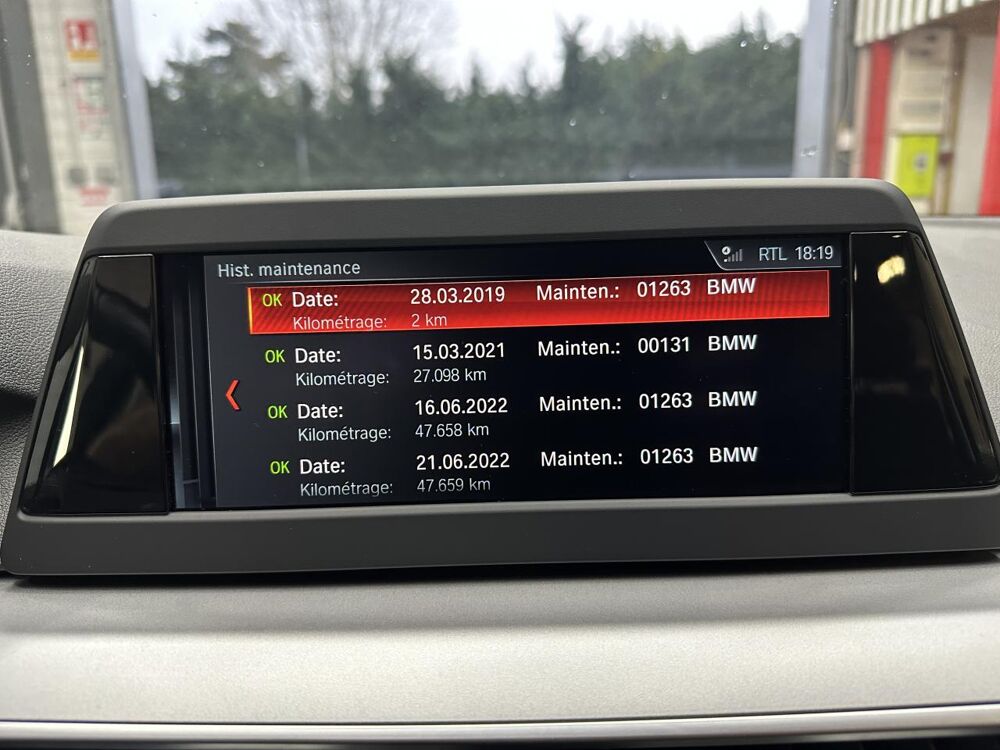 Hist. maintenance RTL 18:19
OK Date: 28.03.2019 Mainten.: 01263 BMW
Kilométrage: 2 km
OK Date: 15.03.2021 Mainten.: 00131 BMW
Kilométrage: 27.098 km
OK Date: 16.06.2022 Mainten.: 01263 BMW
Kilométrage: 47.658 km
OK Date: 21.06.2022 Mainten.: 01263 BMW
Kilométrage: 47.659 km